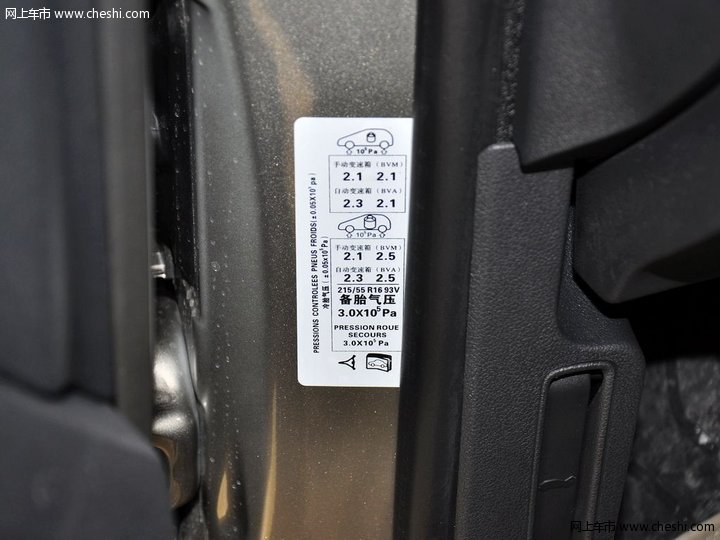 网上车市 www.cheshi.com
10⁵Pa
手动变速箱 (BVM)
2.1 2.1
自动变速箱 (BVA)
2.3 2.1
10⁵Pa
手动变速箱 (BVM)
2.1 2.5
自动变速箱 (BVA)
2.3 2.5
215/55 R16 93V
备胎气压
3.0X10⁵Pa
PRESSION ROUE
SECOURS
3.0X10⁵Pa
PRESSIONS CONTROLEES PNEUS FROIDS(±0.05X10⁵pa)
冷胎气压(±0.05x10⁵Pa)
网上车市 www.cheshi.com